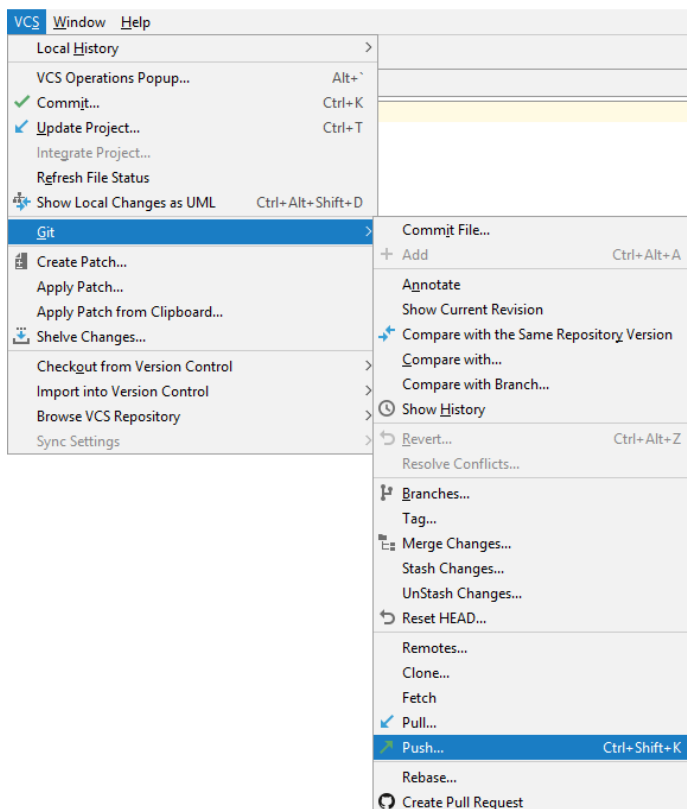 VCS Window Help
Local History
VCS Operations Popup... Alt+`
Commit... Ctrl+K
Update Project... Ctrl+T
Integrate Project...
Refresh File Status
Show Local Changes as UML Ctrl+Alt+Shift+D
Git
Create Patch...
Apply Patch...
Apply Patch from Clipboard...
Shelve Changes...
Checkout from Version Control
Import into Version Control
Browse VCS Repository
Sync Settings
Commit File...
Add Ctrl+Alt+A
Annotate
Show Current Revision
Compare with the Same Repository Version
Compare with...
Compare with Branch...
Show History
Revert... Ctrl+Alt+Z
Resolve Conflicts...
Branches...
Tag...
Merge Changes...
Stash Changes...
UnStash Changes...
Reset HEAD...
Remotes...
Clone...
Fetch
Pull...
Push... Ctrl+Shift+K
Rebase...
Create Pull Request